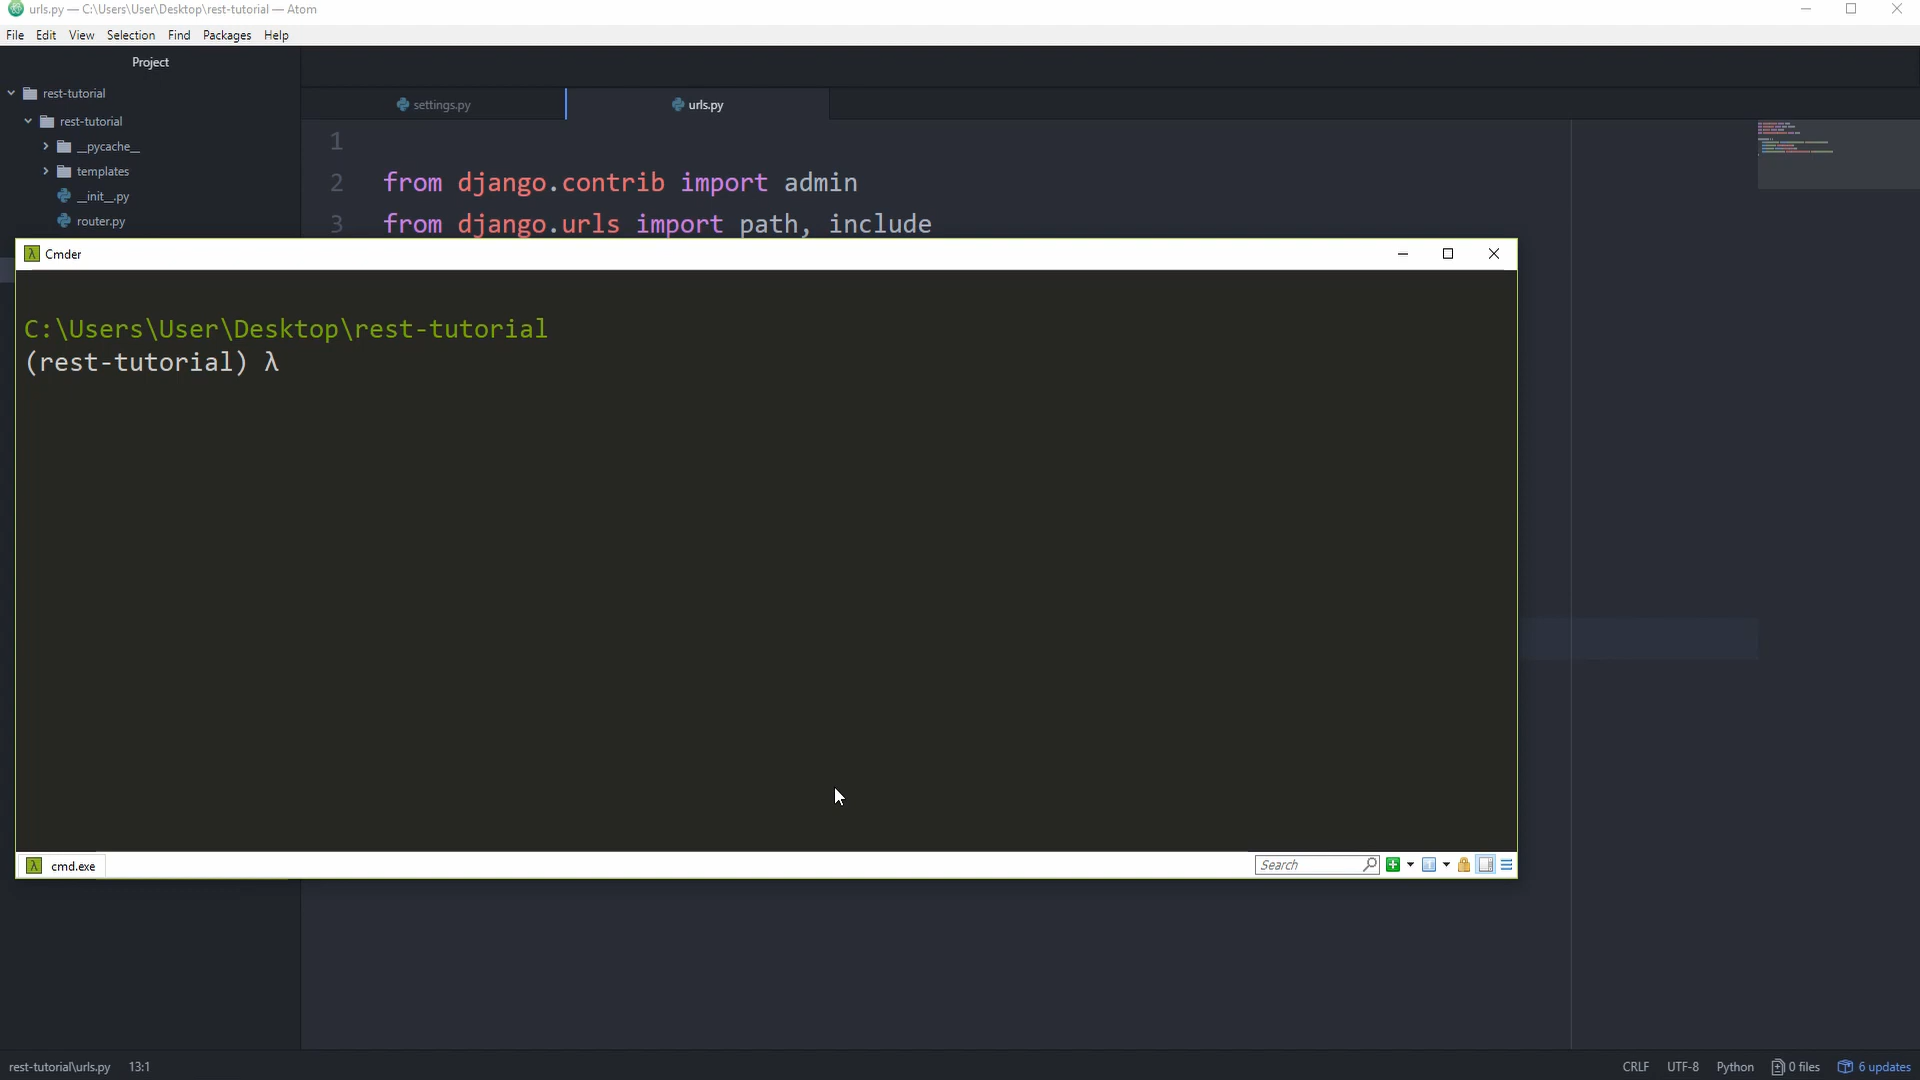 urls.py — C:\Users\User\Desktop\rest-tutorial — Atom
File Edit View Selection Find Packages Help
Project
rest-tutorial
rest-tutorial
__pycache__
templates
__init__.py
router.py
settings.py urls.py
1
2 from django.contrib import admin
3 from django.urls import path, include
Cmder
C:\Users\User\Desktop\rest-tutorial
(rest-tutorial) λ
cmd.exe
Search
rest-tutorial\urls.py 13:1
CRLF UTF-8 Python 0 files 6 updates